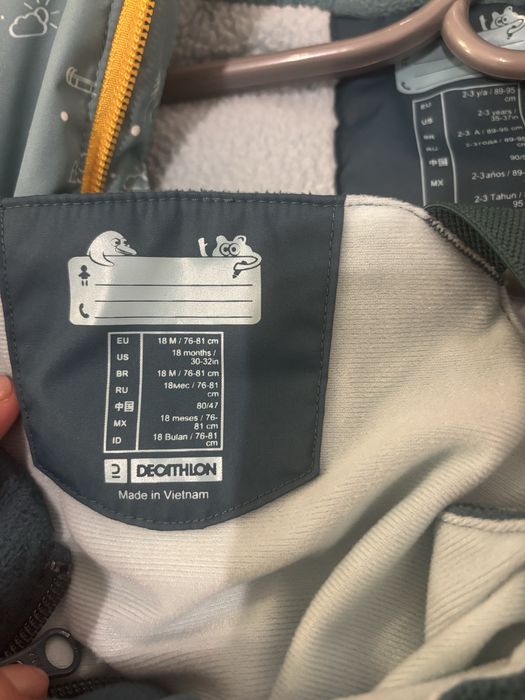 2-3 y/a / 89-95
cm
EU
2-3 years /
35-37in
US
2-3 A / 89-95 cm
BR
RU
中国
90/
2-3 años / 89-
MX
2-3 Tahun /
95
EU 18 M / 76-81 cm
US 18 months /
30-32in
BR 18 M / 76-81 cm
RU 18мес / 76-81
cm
中国 80/47
MX 18 meses / 76-
81 cm
ID 18 Bulan / 76-81
cm
DECATHLON
Made in Vietnam